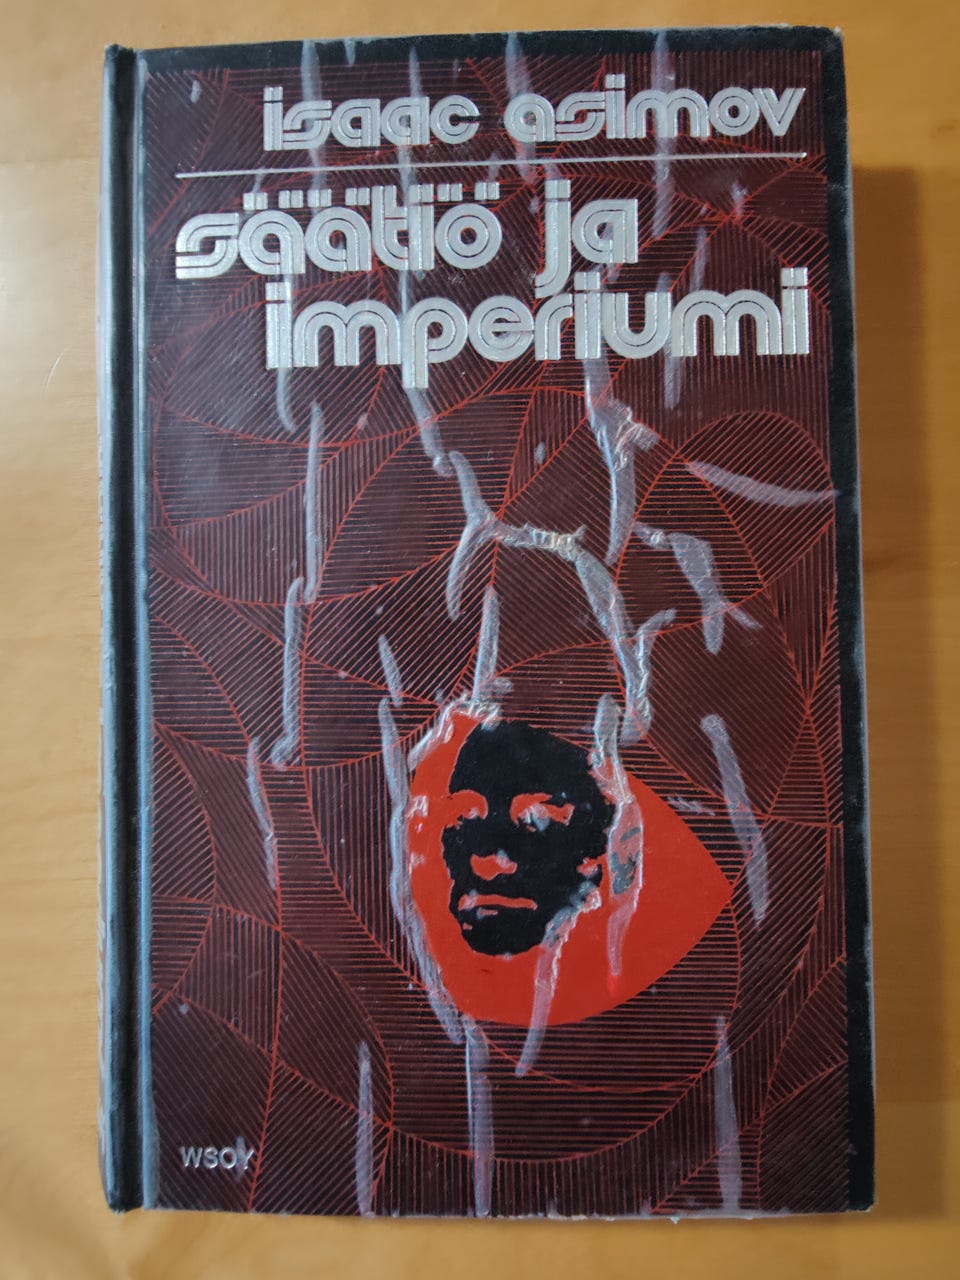 isaac asimov
säätiö ja
imperiumi
WSOY